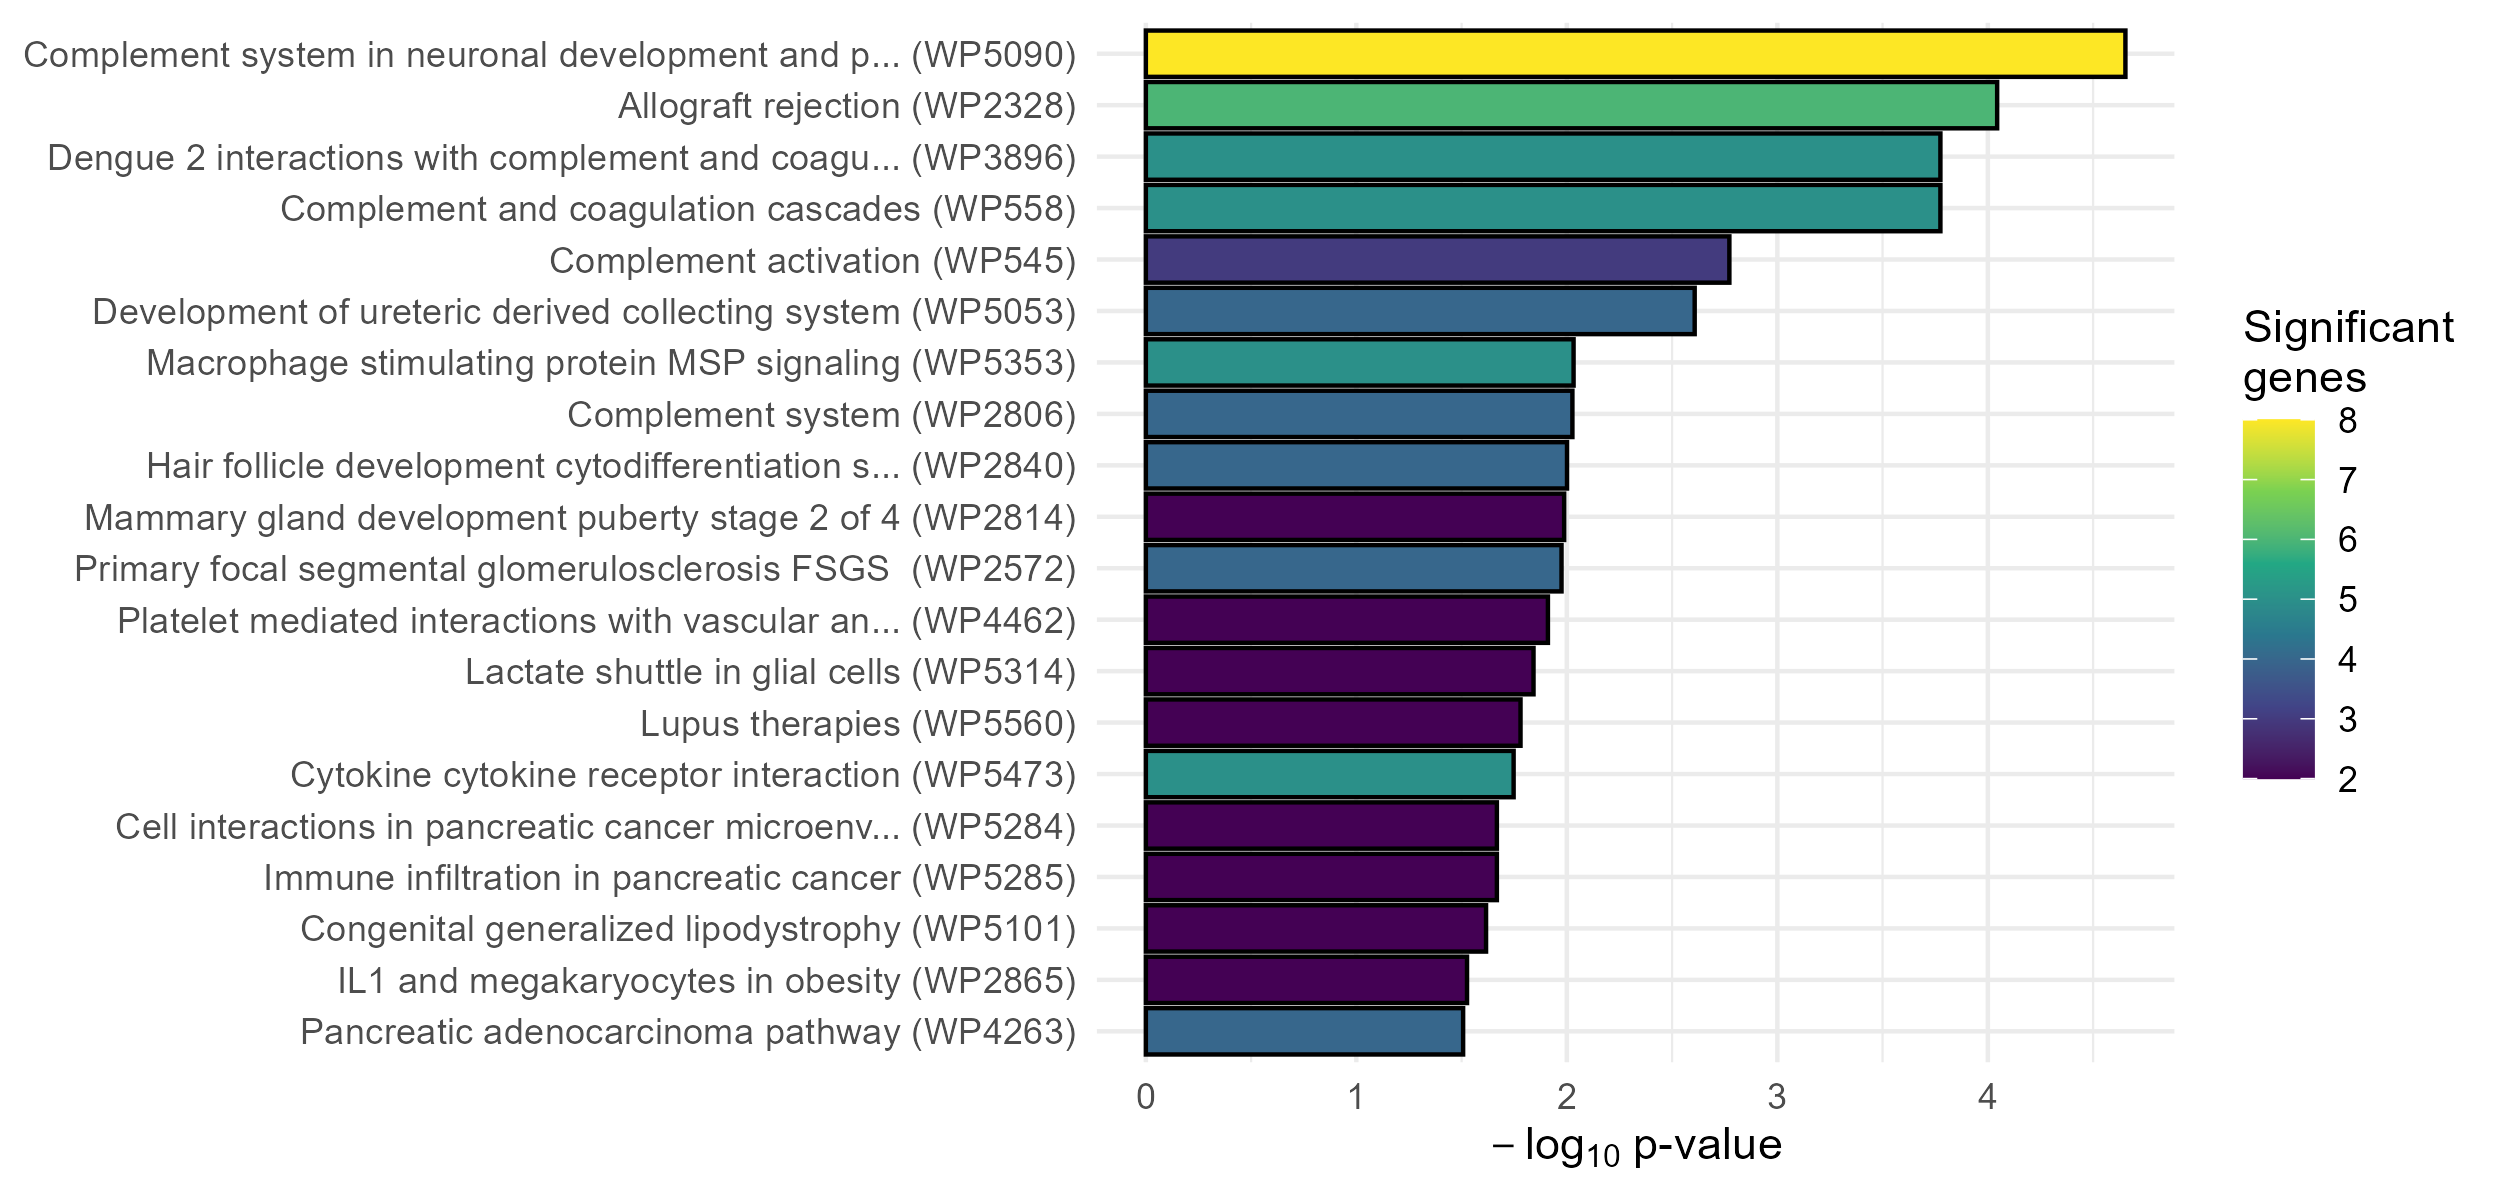 Complement system in neuronal development and p... (WP5090)
Allograft rejection (WP2328)
Dengue 2 interactions with complement and coagu... (WP3896)
Complement and coagulation cascades (WP558)
Complement activation (WP545)
Development of ureteric derived collecting system (WP5053)
Macrophage stimulating protein MSP signaling (WP5353)
Complement system (WP2806)
Hair follicle development cytodifferentiation s... (WP2840)
Mammary gland development puberty stage 2 of 4 (WP2814)
Primary focal segmental glomerulosclerosis FSGS  (WP2572)
Platelet mediated interactions with vascular an... (WP4462)
Lactate shuttle in glial cells (WP5314)
Lupus therapies (WP5560)
Cytokine cytokine receptor interaction (WP5473)
Cell interactions in pancreatic cancer microenv... (WP5284)
Immune infiltration in pancreatic cancer (WP5285)
Congenital generalized lipodystrophy (WP5101)
IL1 and megakaryocytes in obesity (WP2865)
Pancreatic adenocarcinoma pathway (WP4263)
0 1 2 3 4
− log10 p-value
Significant
genes
8
7
6
5
4
3
2